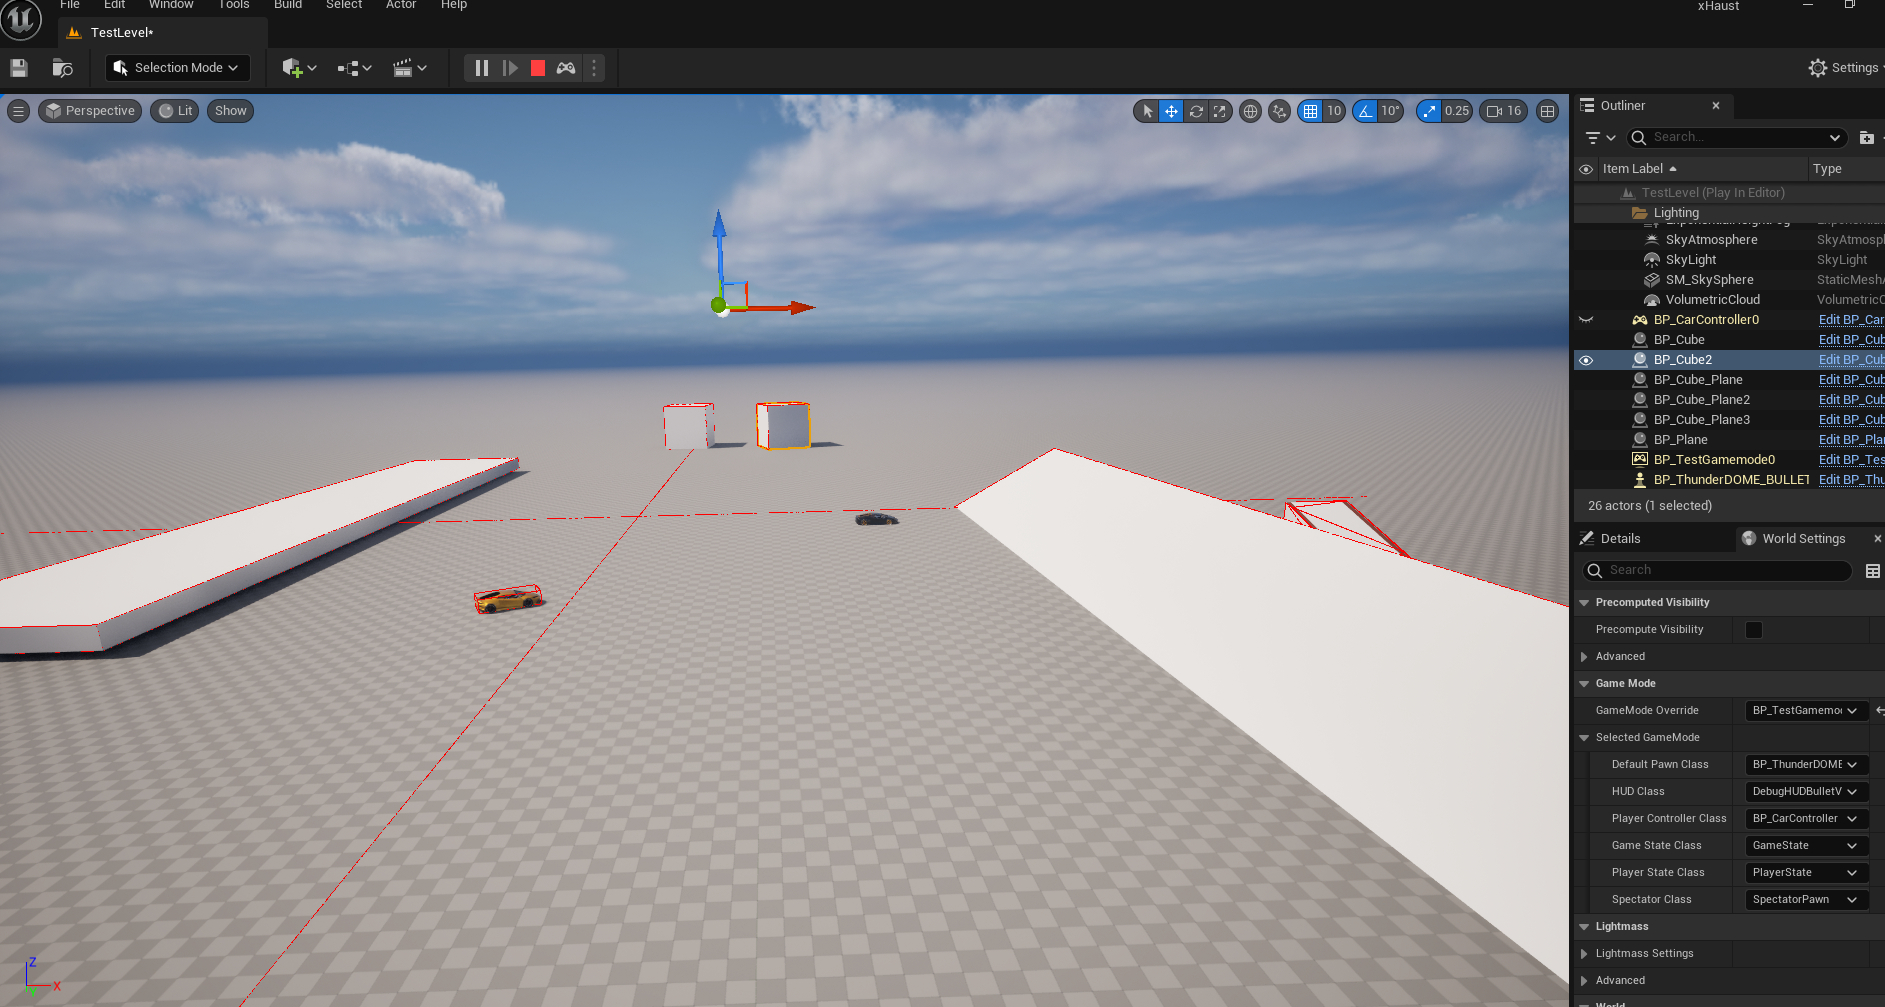 File Edit Window Tools Build Select Actor Help
xHaust
TestLevel*
Selection Mode
Settings
Perspective Lit Show
10 10° 0.25 16
Outliner
Search...
Item Label Type
TestLevel (Play In Editor)
Lighting
SkyAtmosphere SkyAtmosp
SkyLight SkyLight
SM_SkySphere StaticMesh
VolumetricCloud VolumetricC
BP_CarController0 Edit BP_Car
BP_Cube Edit BP_Cub
BP_Cube2 Edit BP_Cub
BP_Cube_Plane Edit BP_Cub
BP_Cube_Plane2 Edit BP_Cub
BP_Cube_Plane3 Edit BP_Cub
BP_Plane Edit BP_Pla
BP_TestGamemode0 Edit BP_Tes
BP_ThunderDOME_BULLET Edit BP_Thu
26 actors (1 selected)
Details World Settings
Search
Precomputed Visibility
Precompute Visibility
Advanced
Game Mode
GameMode Override BP_TestGamemo
Selected GameMode
Default Pawn Class BP_ThunderDOME
HUD Class DebugHUDBulletV
Player Controller Class BP_CarController
Game State Class GameState
Player State Class PlayerState
Spectator Class SpectatorPawn
Lightmass
Lightmass Settings
Advanced
World
Z
X
Y